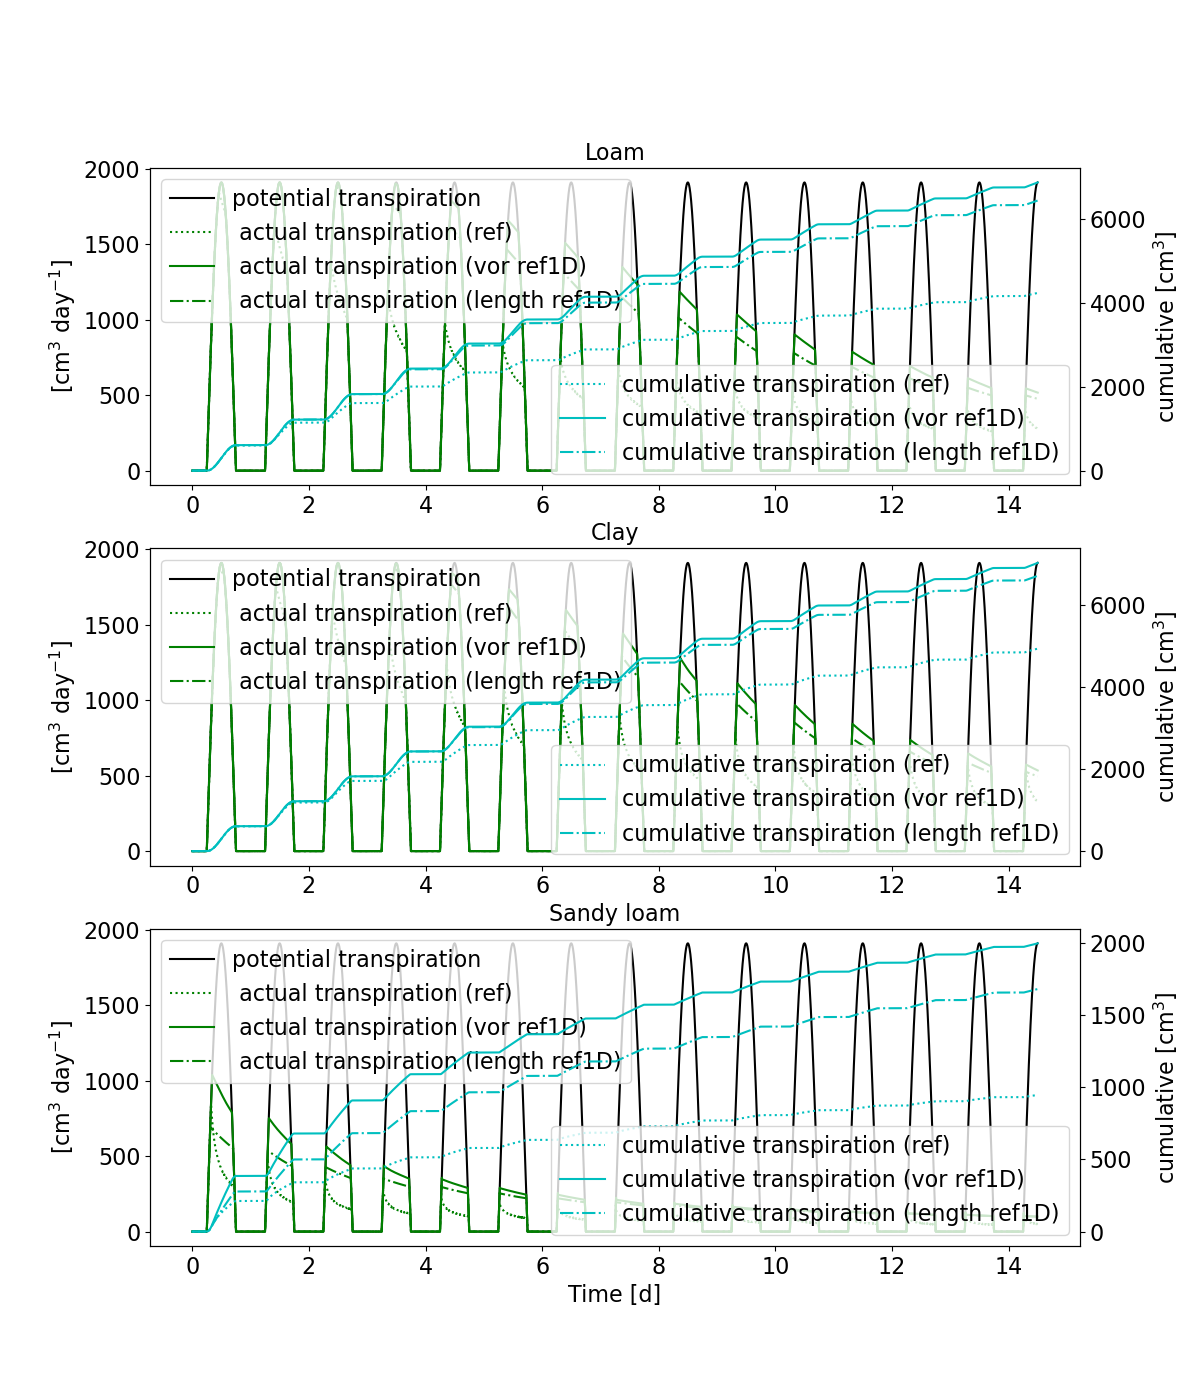 Loam
2000
1500
1000
500
0
[cm³ day⁻¹]
potential transpiration
actual transpiration (ref)
actual transpiration (vor ref1D)
actual transpiration (length ref1D)
cumulative transpiration (ref)
cumulative transpiration (vor ref1D)
cumulative transpiration (length ref1D)
6000
4000
2000
0
cumulative [cm³]
0 2 4 6 8 10 12 14
Clay
2000
1500
1000
500
0
[cm³ day⁻¹]
potential transpiration
actual transpiration (ref)
actual transpiration (vor ref1D)
actual transpiration (length ref1D)
cumulative transpiration (ref)
cumulative transpiration (vor ref1D)
cumulative transpiration (length ref1D)
6000
4000
2000
0
cumulative [cm³]
0 2 4 6 8 10 12 14
Sandy loam
2000
1500
1000
500
0
[cm³ day⁻¹]
potential transpiration
actual transpiration (ref)
actual transpiration (vor ref1D)
actual transpiration (length ref1D)
cumulative transpiration (ref)
cumulative transpiration (vor ref1D)
cumulative transpiration (length ref1D)
2000
1500
1000
500
0
cumulative [cm³]
0 2 4 6 8 10 12 14
Time [d]